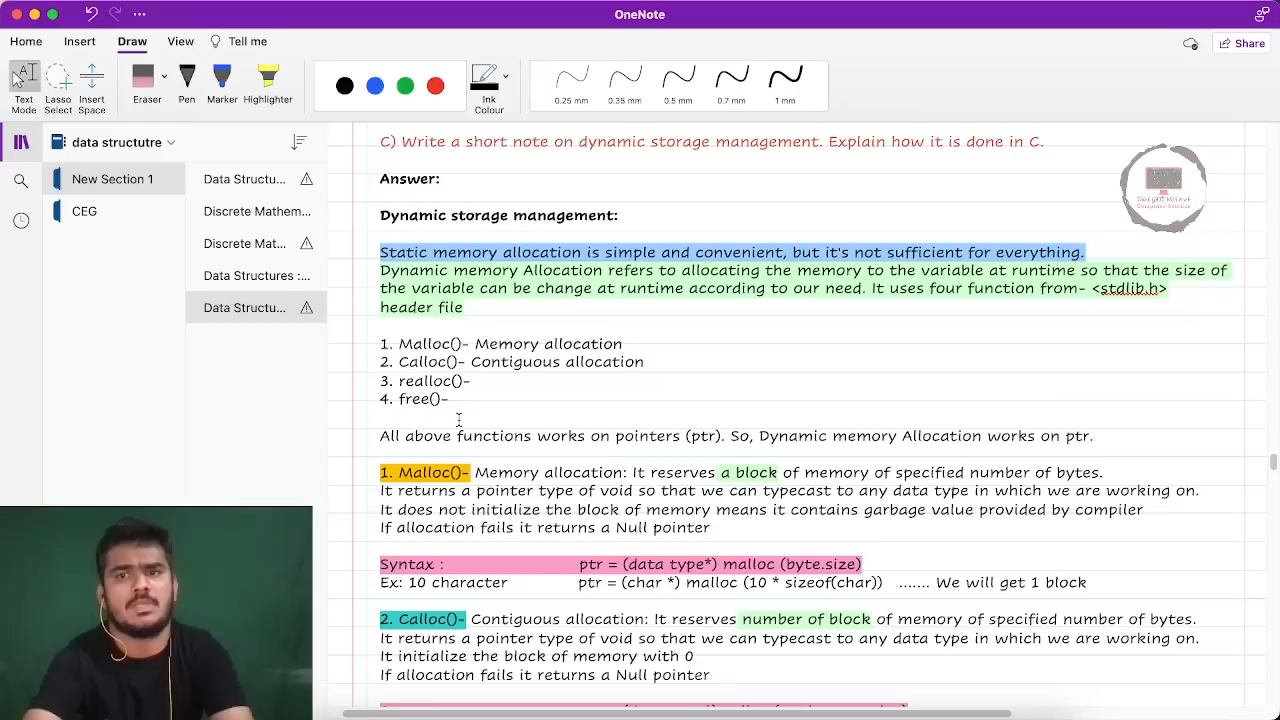 OneNote
Home
Insert
Draw
View
Tell me
Share
Text Mode
Lasso Select
Insert Space
Eraser
Pen
Marker
Highlighter
Ink Colour
0.25 mm
0.35 mm
0.5 mm
0.7 mm
1 mm
data structutre
New Section 1
CEG
Data Structu...
Discrete Mathem...
Discrete Mat...
Data Structures :...
Data Structu...
C) Write a short note on dynamic storage management. Explain how it is done in C.
Answer:
Dynamic storage management:
Static memory allocation is simple and convenient, but it's not sufficient for everything.
Dynamic memory Allocation refers to allocating the memory to the variable at runtime so that the size of
the variable can be change at runtime according to our need. It uses four function from- <stdlib.h>
header file
1. Malloc()- Memory allocation
2. Calloc()- Contiguous allocation
3. realloc()-
4. free()-
All above functions works on pointers (ptr). So, Dynamic memory Allocation works on ptr.
1. Malloc()- Memory allocation: It reserves a block of memory of specified number of bytes.
It returns a pointer type of void so that we can typecast to any data type in which we are working on.
It does not initialize the block of memory means it contains garbage value provided by compiler
If allocation fails it returns a Null pointer
Syntax : ptr = (data type*) malloc (byte.size)
Ex: 10 character ptr = (char *) malloc (10 * sizeof(char)) ....... We will get 1 block
2. Calloc()- Contiguous allocation: It reserves number of block of memory of specified number of bytes.
It returns a pointer type of void so that we can typecast to any data type in which we are working on.
It initialize the block of memory with 0
If allocation fails it returns a Null pointer
Computer Science